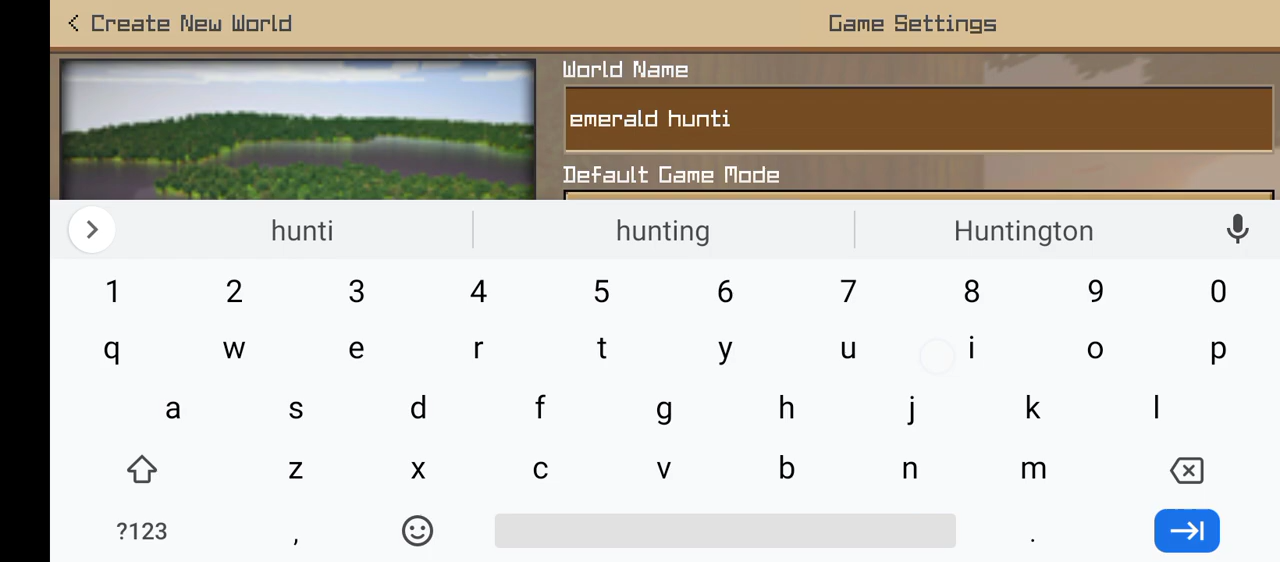 Create New World
Game Settings
World Name
emerald hunti
Default Game Mode
hunti hunting Huntington
1 2 3 4 5 6 7 8 9 0
q w e r t y u i o p
a s d f g h j k l
z x c v b n m
?123 , .